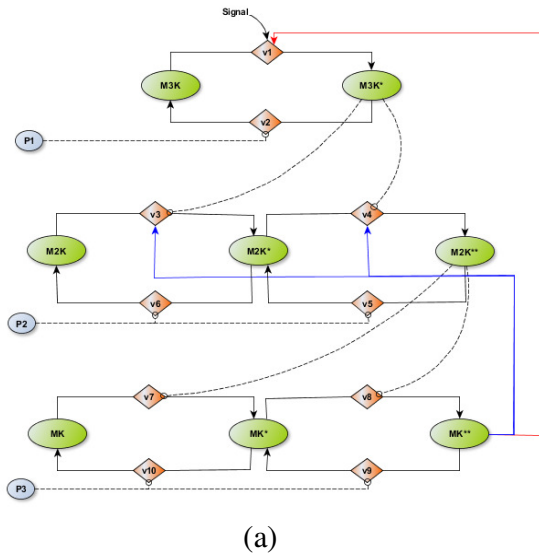 Signal
v1
M3K
M3K*
v2
P1
v3
v4
M2K
M2K*
M2K**
v6
v5
P2
v7
v8
MK
MK*
MK**
v10
v9
P3
(a)